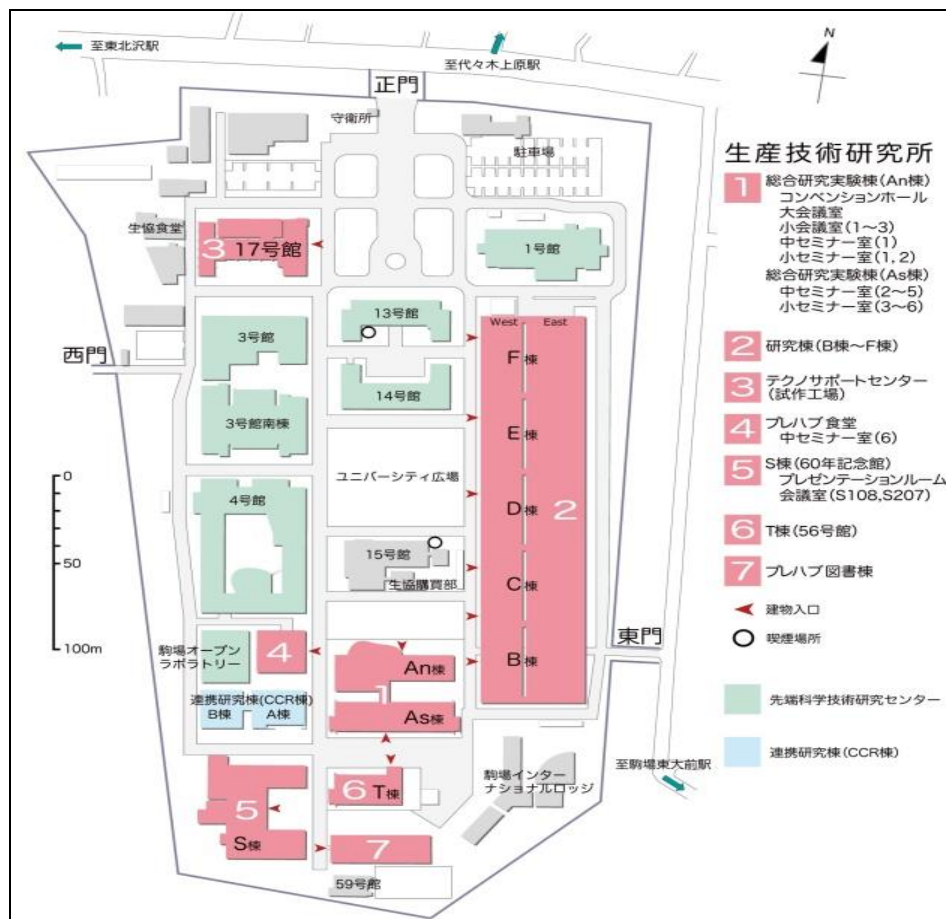 至東北沢駅
至代々木上原駅
N
正門
守衛所
駐車場
生協食堂
3 17号館
1号館
13号館
West East
3号館
F棟
西門
14号館
3号館南棟
E棟
ユニバーシティ広場
4号館
D棟 2
15号館
生協購買部
C棟
0
50
100m
東門
駒場オープン
ラボラトリー
4
An棟
B棟
1
連携研究棟(CCR棟)
B棟 A棟
As棟
至駒場東大前駅
駒場インター
ナショナルロッジ
5
S棟
6 T棟
7
59号館
生産技術研究所
1 総合研究実験棟(An棟)
コンベンションホール
大会議室
小会議室(1〜3)
中セミナー室(1)
小セミナー室(1,2)
総合研究実験棟(As棟)
中セミナー室(2〜5)
小セミナー室(3〜6)
2 研究棟(B棟〜F棟)
3 テクノサポートセンター
(試作工場)
4 プレハブ食堂
中セミナー室(6)
5 S棟(60年記念館)
プレゼンテーションルーム
会議室(S108,S207)
6 T棟(56号館)
7 プレハブ図書棟
建物入口
喫煙場所
先端科学技術研究センター
連携研究棟(CCR棟)